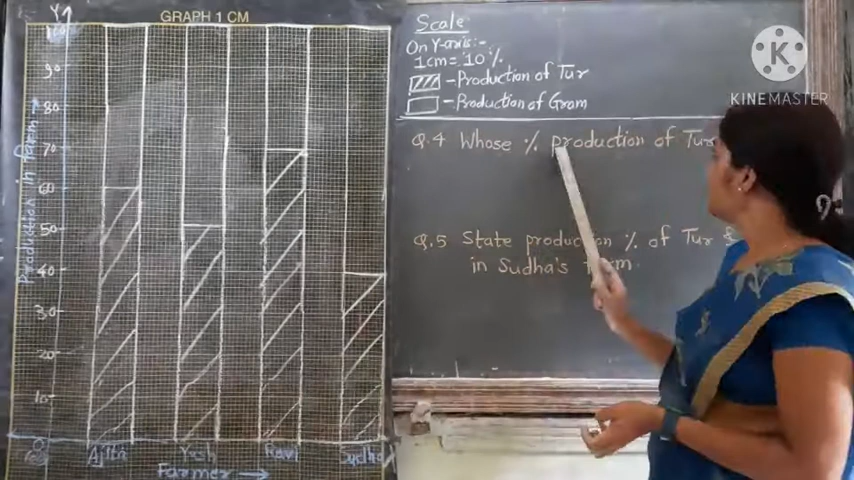 GRAPH 1 CM
Y↑
100
90
80
70
60
50
40
30
20
10
0
Production in farm →
Ajita
Yash
Ravi
Sudha
X
Farmer →
Scale
On Y-axis:-
1cm = 10%
- Production of Tur
- Production of Gram
Q.4 Whose % production of Tur
Q.5 State production % of Tur &
in Sudha's farm.
K
KINEMASTER